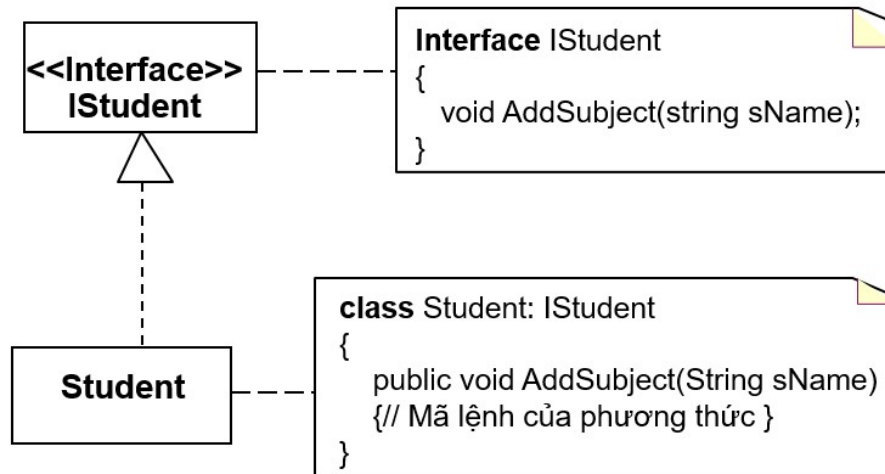 <<Interface>>
IStudent
Interface IStudent
{
void AddSubject(string sName);
}
Student
class Student: IStudent
{
public void AddSubject(String sName)
{// Mã lệnh của phương thức }
}